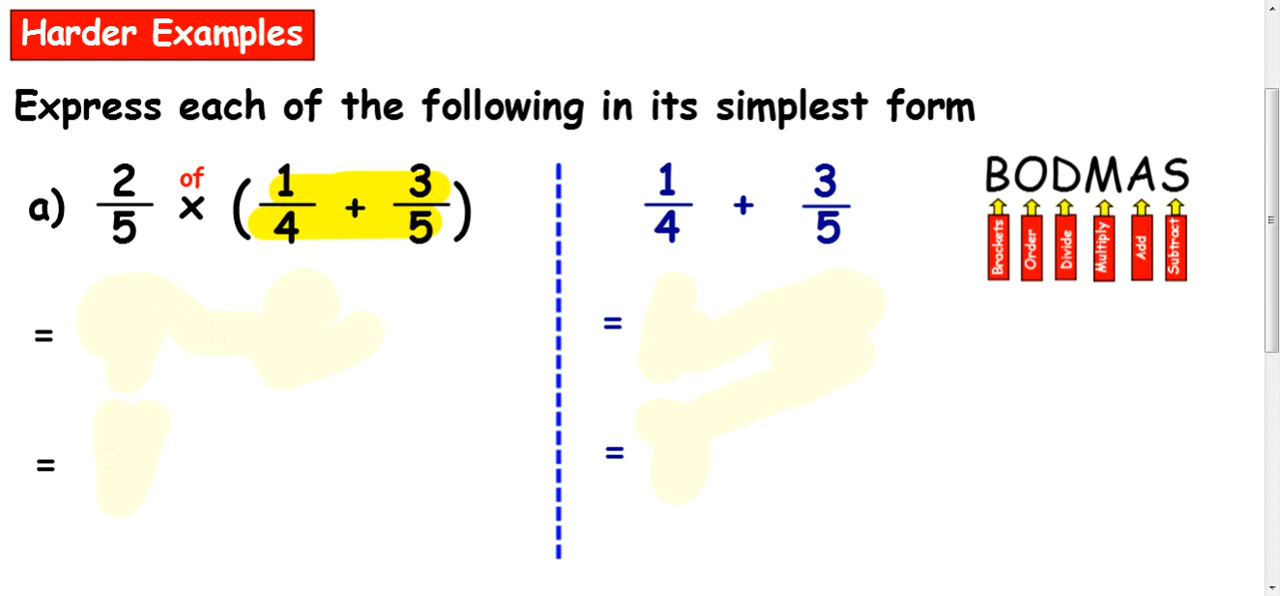 Harder Examples
Express each of the following in its simplest form
a) 2/5 of × (1/4 + 3/5)
=
=
1/4 + 3/5
=
=
BODMAS
Brackets
Order
Divide
Multiply
Add
Subtract